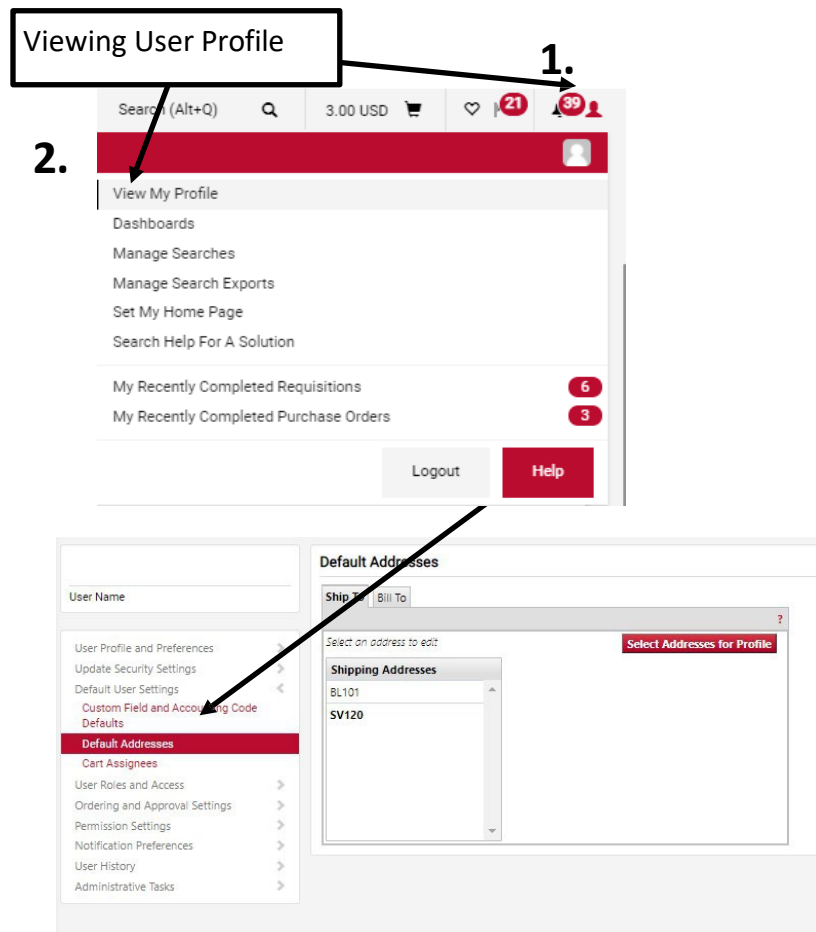 Viewing User Profile
1.
Search (Alt+Q) 3.00 USD 21 39
2.
View My Profile
Dashboards
Manage Searches
Manage Search Exports
Set My Home Page
Search Help For A Solution
My Recently Completed Requisitions 6
My Recently Completed Purchase Orders 3
Logout Help
User Name
User Profile and Preferences
Update Security Settings
Default User Settings
Custom Field and Accounting Code
Defaults
Default Addresses
Cart Assignees
User Roles and Access
Ordering and Approval Settings
Permission Settings
Notification Preferences
User History
Administrative Tasks
Default Addresses
Ship To Bill To
?
Select an address to edit Select Addresses for Profile
Shipping Addresses
BL101
SV120